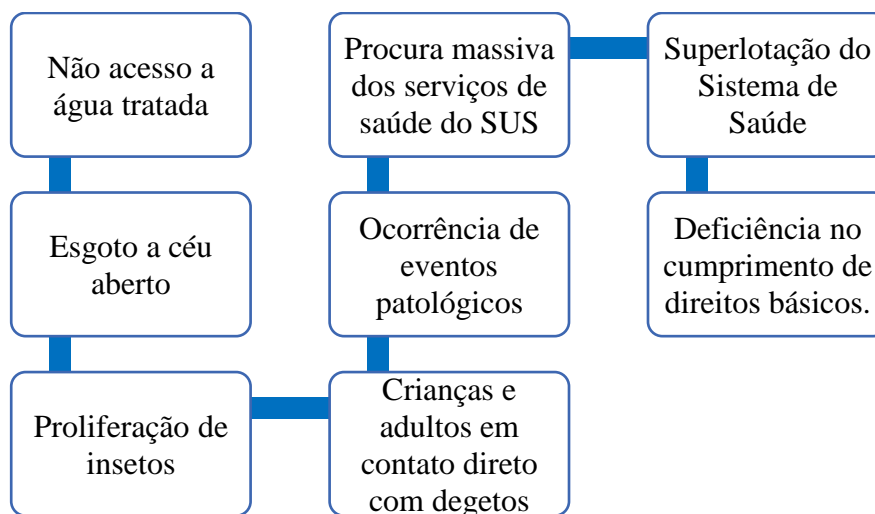 Não acesso a
água tratada
Esgoto a céu
aberto
Proliferação de
insetos
Crianças e
adultos em
contato direto
com degetos
Ocorrência de
eventos
patológicos
Procura massiva
dos serviços de
saúde do SUS
Superlotação do
Sistema de
Saúde
Deficiência no
cumprimento de
direitos básicos.